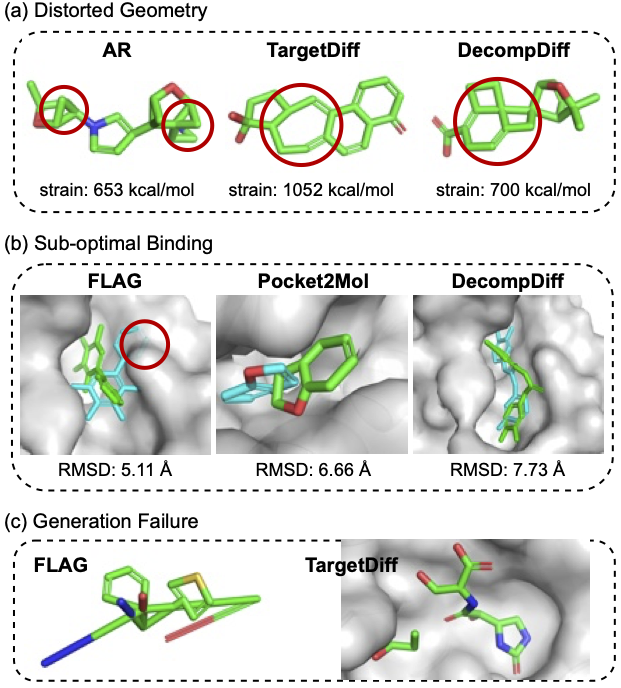 (a) Distorted Geometry
AR TargetDiff DecompDiff
strain: 653 kcal/mol strain: 1052 kcal/mol strain: 700 kcal/mol
(b) Sub-optimal Binding
FLAG Pocket2Mol DecompDiff
RMSD: 5.11 Å RMSD: 6.66 Å RMSD: 7.73 Å
(c) Generation Failure
FLAG TargetDiff